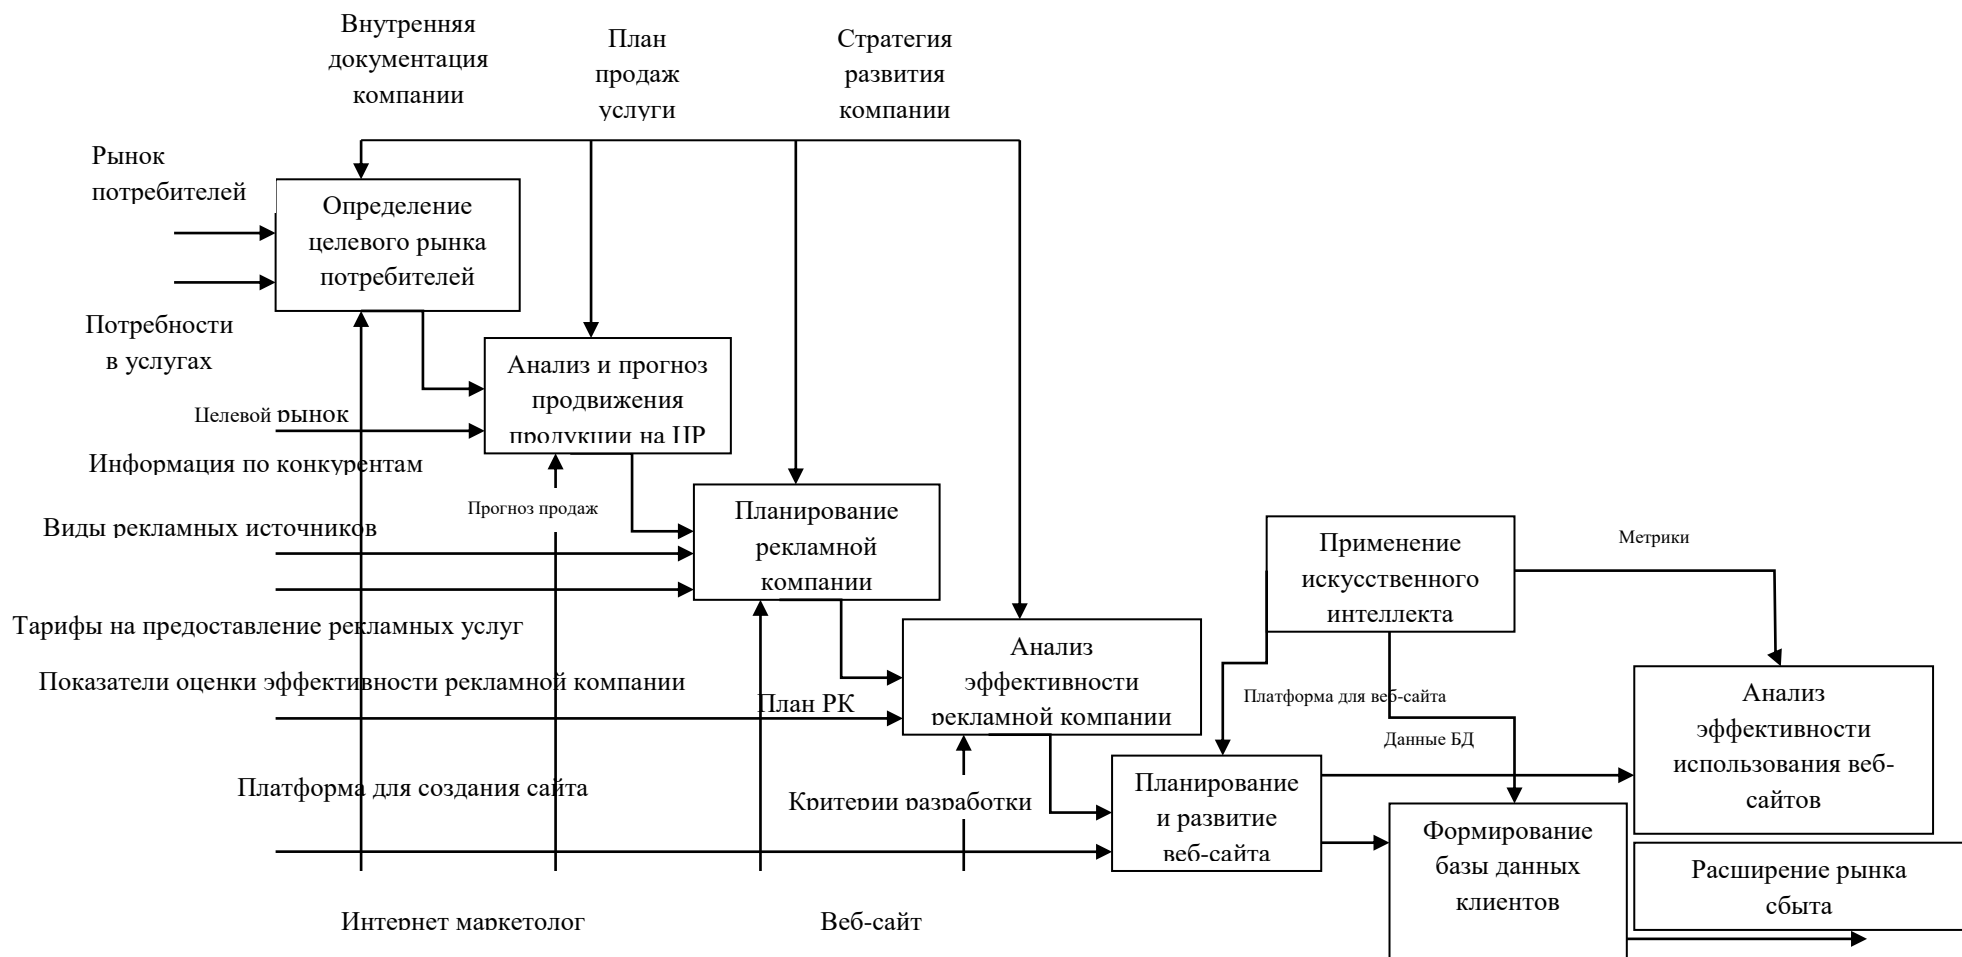 Внутренняя
документация
компании
План
продаж
услуги
Стратегия
развития
компании
Рынок
потребителей
Определение
целевого рынка
потребителей
Потребности
в услугах
Анализ и прогноз
продвижения
продукции на ЦР
Целевой рынок
Информация по конкурентам
Прогноз продаж
Виды рекламных источников
Планирование
рекламной
компании
Применение
искусственного
интеллекта
Метрики
Тарифы на предоставление рекламных услуг
Показатели оценки эффективности рекламной компании
План РК
Анализ
эффективности
рекламной компании
Платформа для веб-сайта
Данные БД
Анализ
эффективности
использования веб-
сайтов
Платформа для создания сайта
Критерии разработки
Планирование
и развитие
веб-сайта
Формирование
базы данных
клиентов
Расширение рынка
сбыта
Интернет маркетолог
Веб-сайт